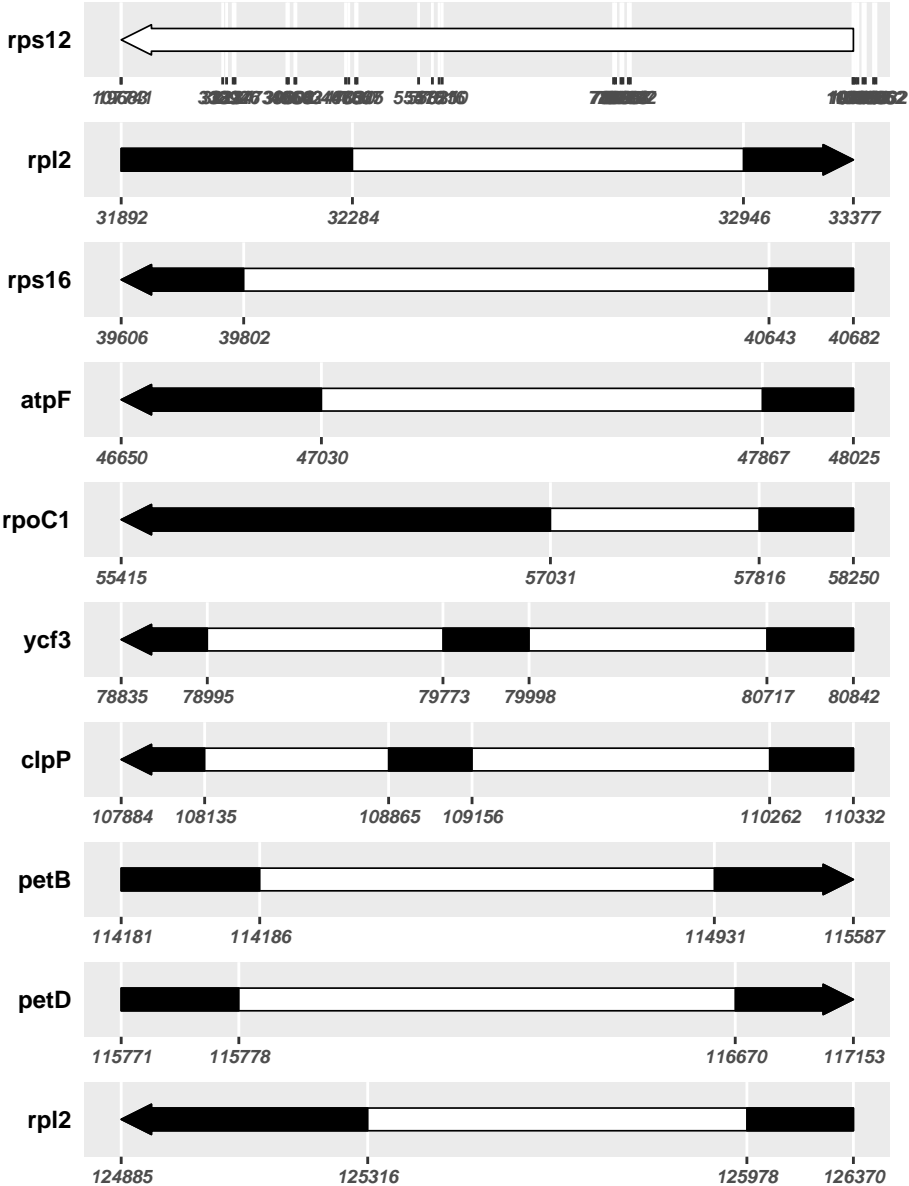 rps12
rpl2
31892 32284 32946 33377
rps16
39606 39802 40643 40682
atpF
46650 47030 47867 48025
rpoC1
55415 57031 57816 58250
ycf3
78835 78995 79773 79998 80717 80842
clpP
107884 108135 108865 109156 110262 110332
petB
114181 114186 114931 115587
petD
115771 115778 116670 117153
rpl2
124885 125316 125978 126370